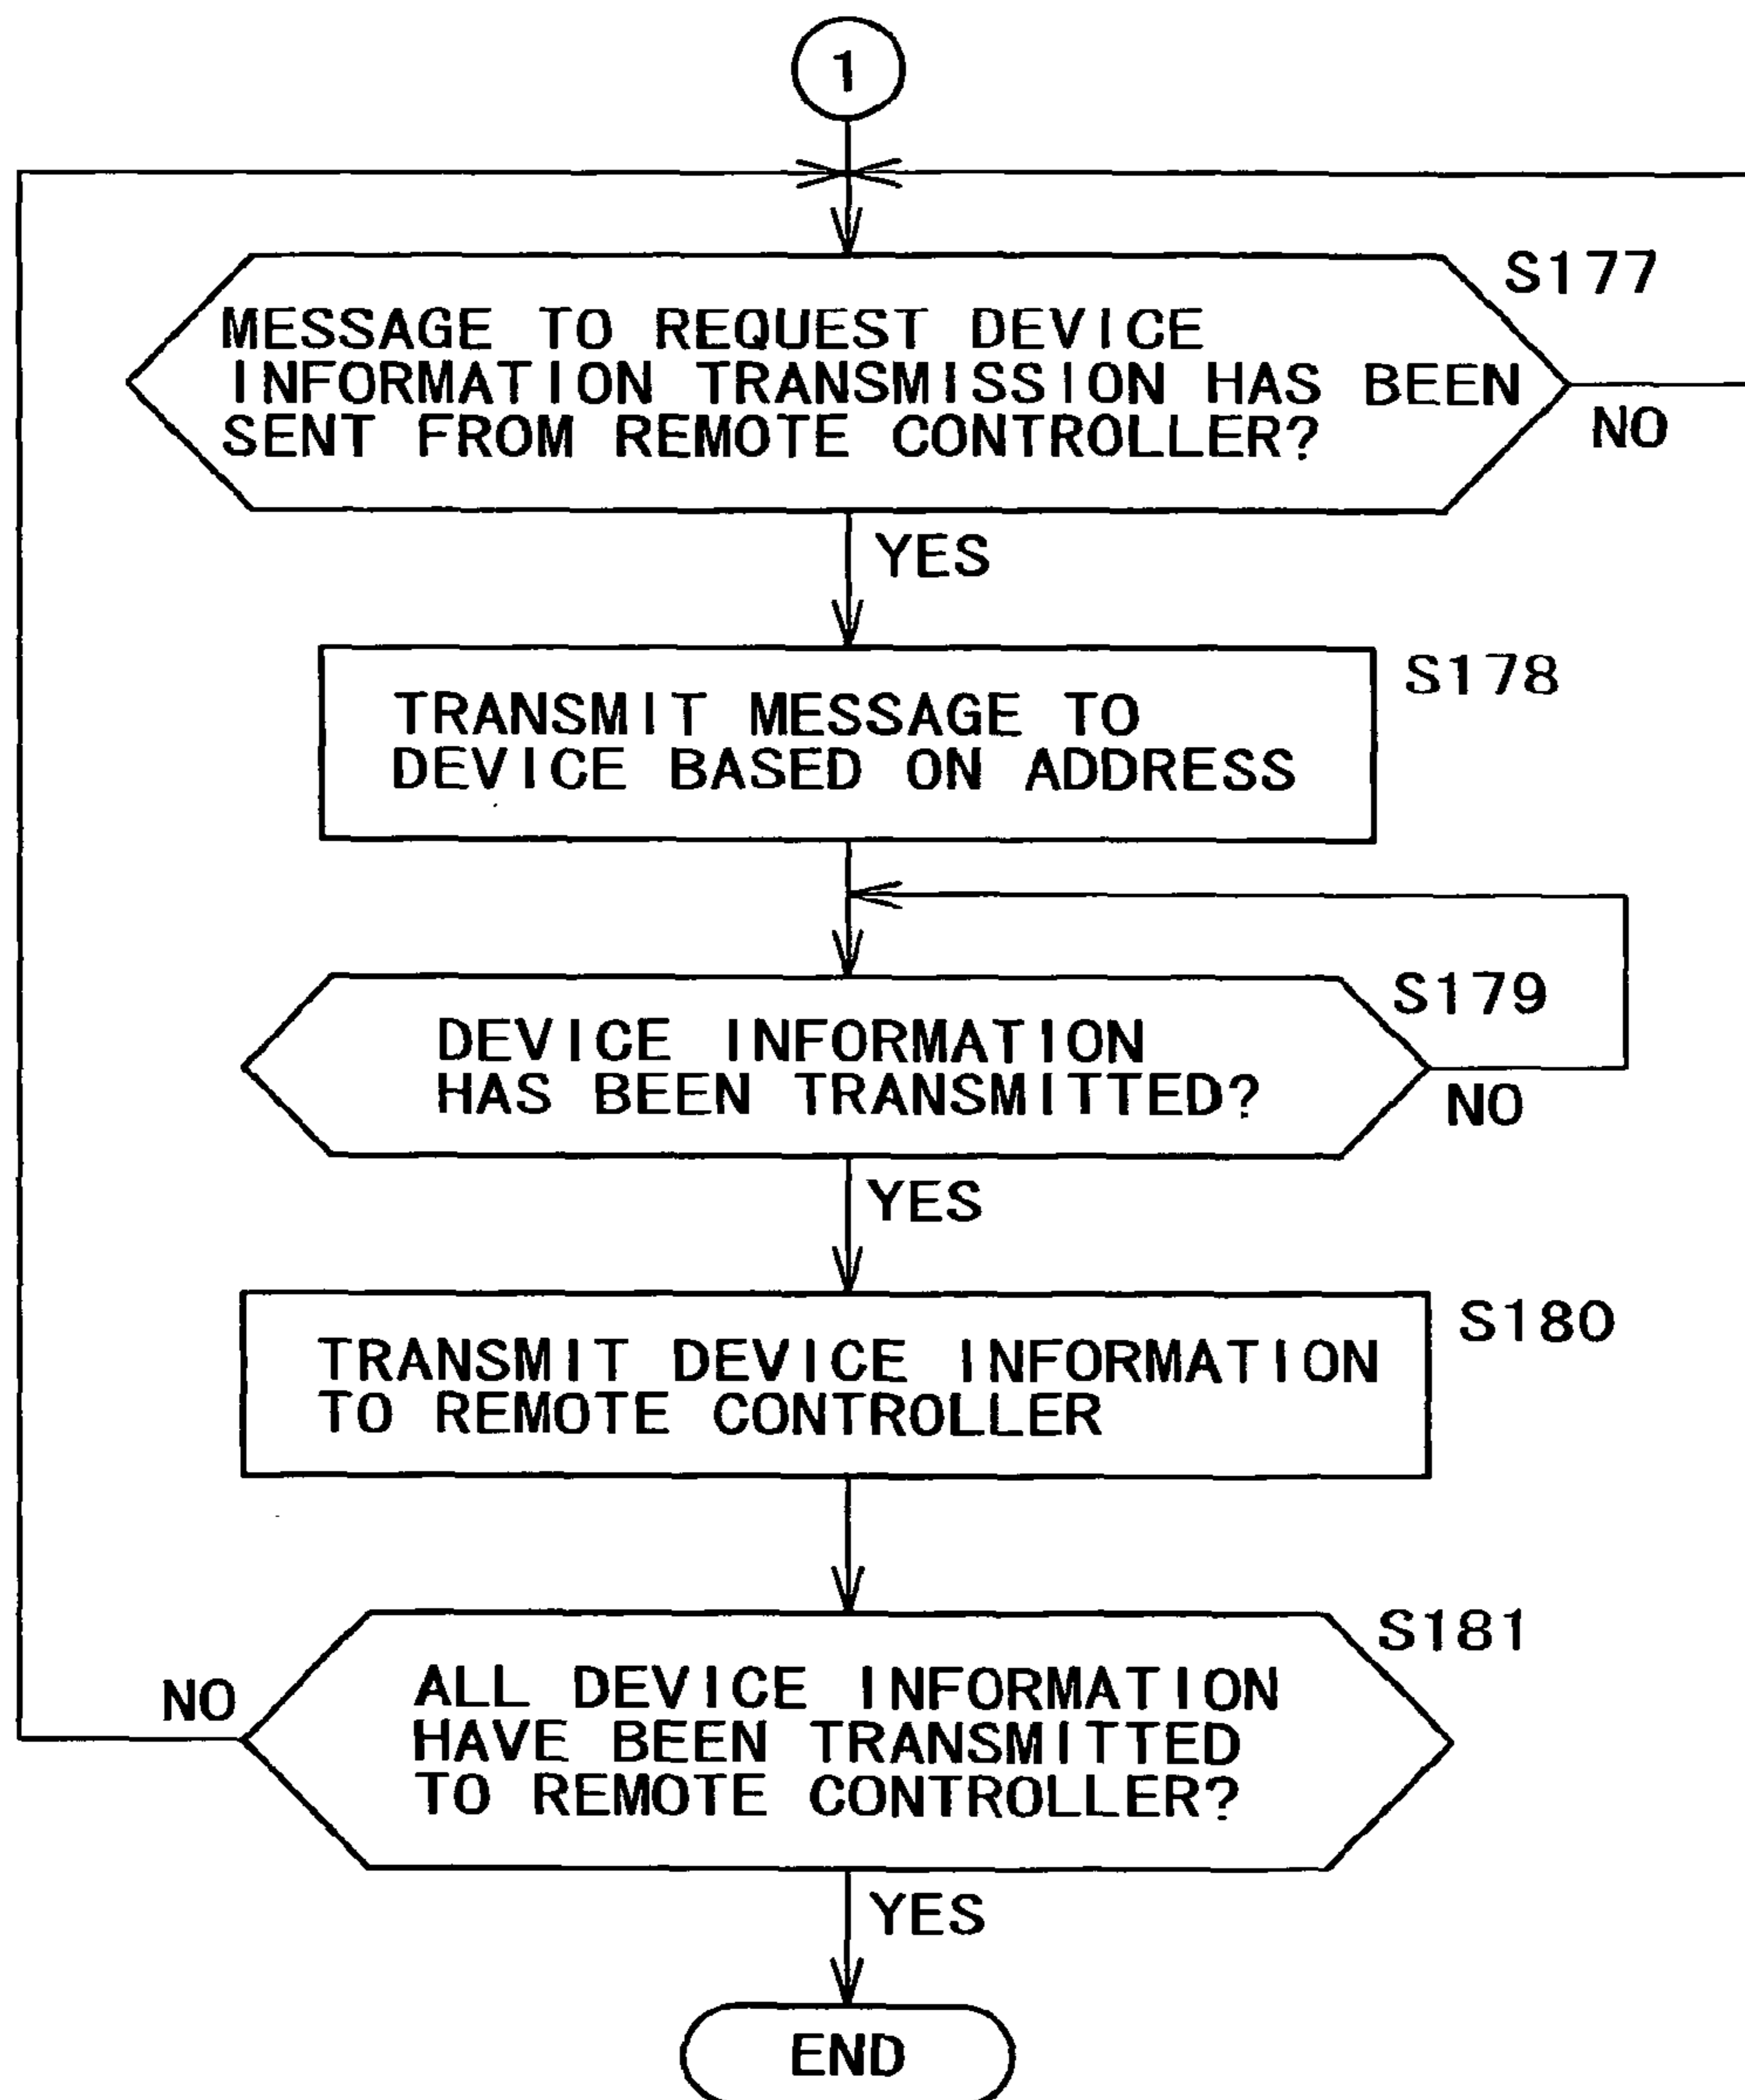 1
S177
MESSAGE TO REQUEST DEVICE
INFORMATION TRANSMISSION HAS BEEN
SENT FROM REMOTE CONTROLLER?
NO
YES
S178
TRANSMIT MESSAGE TO
DEVICE BASED ON ADDRESS
S179
DEVICE INFORMATION
HAS BEEN TRANSMITTED?
NO
YES
S180
TRANSMIT DEVICE INFORMATION
TO REMOTE CONTROLLER
S181
NO
ALL DEVICE INFORMATION
HAVE BEEN TRANSMITTED
TO REMOTE CONTROLLER?
YES
END